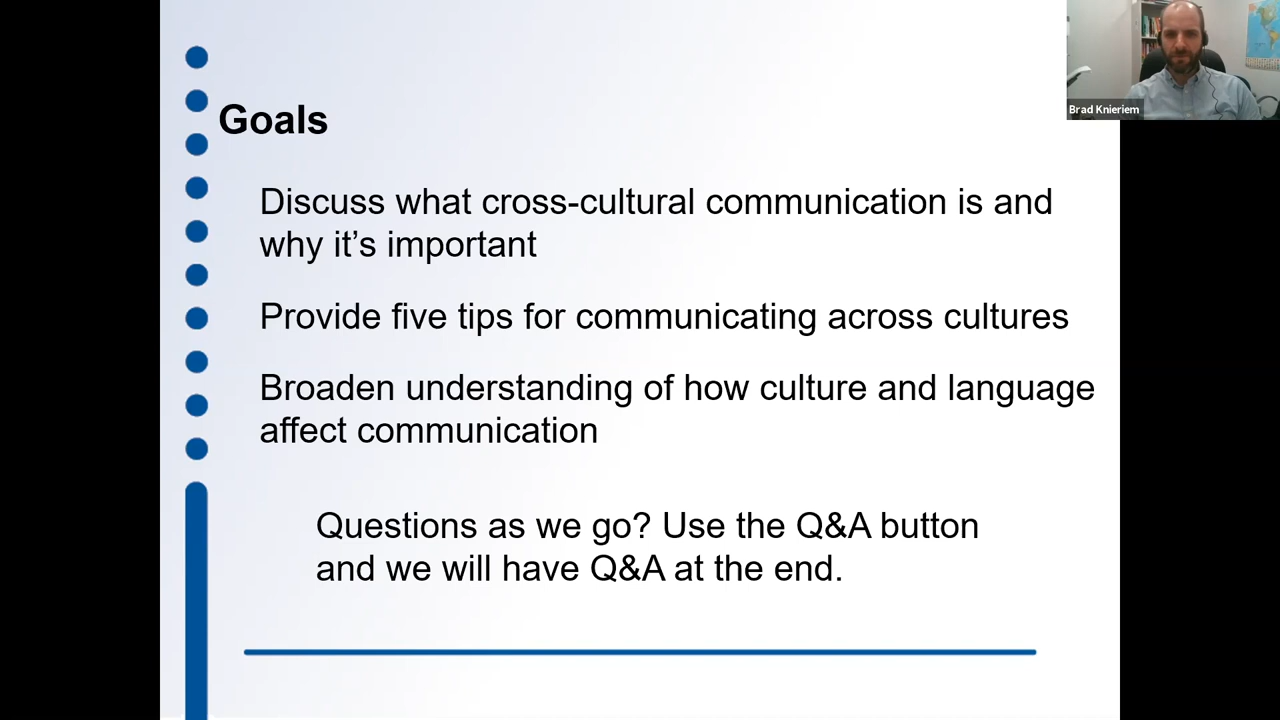 Brad Knieriem
Goals
Discuss what cross-cultural communication is and
why it’s important
Provide five tips for communicating across cultures
Broaden understanding of how culture and language
affect communication
Questions as we go? Use the Q&A button
and we will have Q&A at the end.